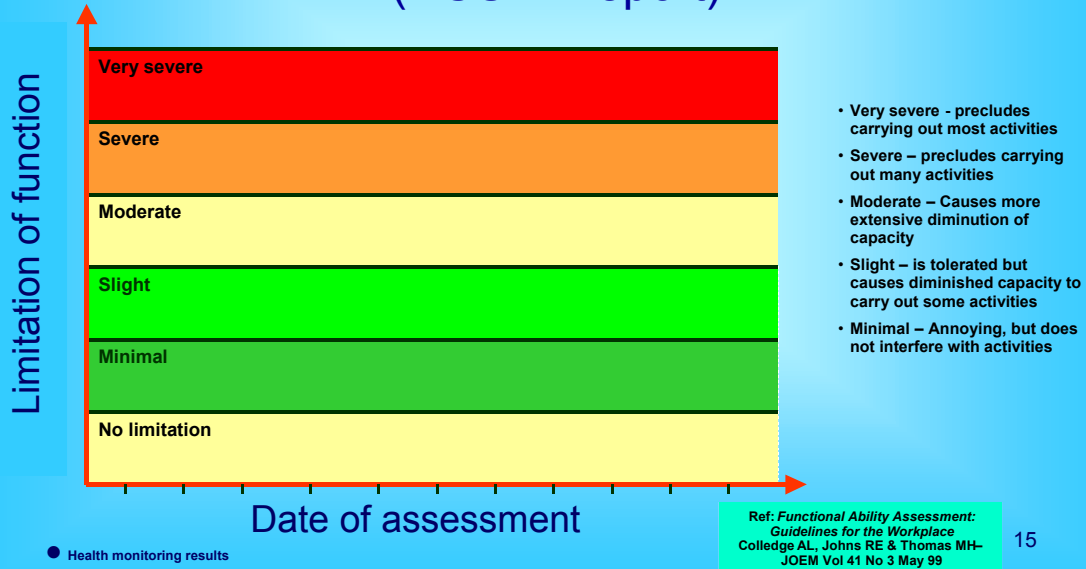 Limitation of function
Very severe
Severe
Moderate
Slight
Minimal
No limitation
Date of assessment
• Very severe - precludes
carrying out most activities
• Severe – precludes carrying
out many activities
• Moderate – Causes more
extensive diminution of
capacity
• Slight – is tolerated but
causes diminished capacity to
carry out some activities
• Minimal – Annoying, but does
not interfere with activities
● Health monitoring results
Ref: Functional Ability Assessment:
Guidelines for the Workplace
Colledge AL, Johns RE & Thomas MH–
JOEM Vol 41 No 3 May 99
15